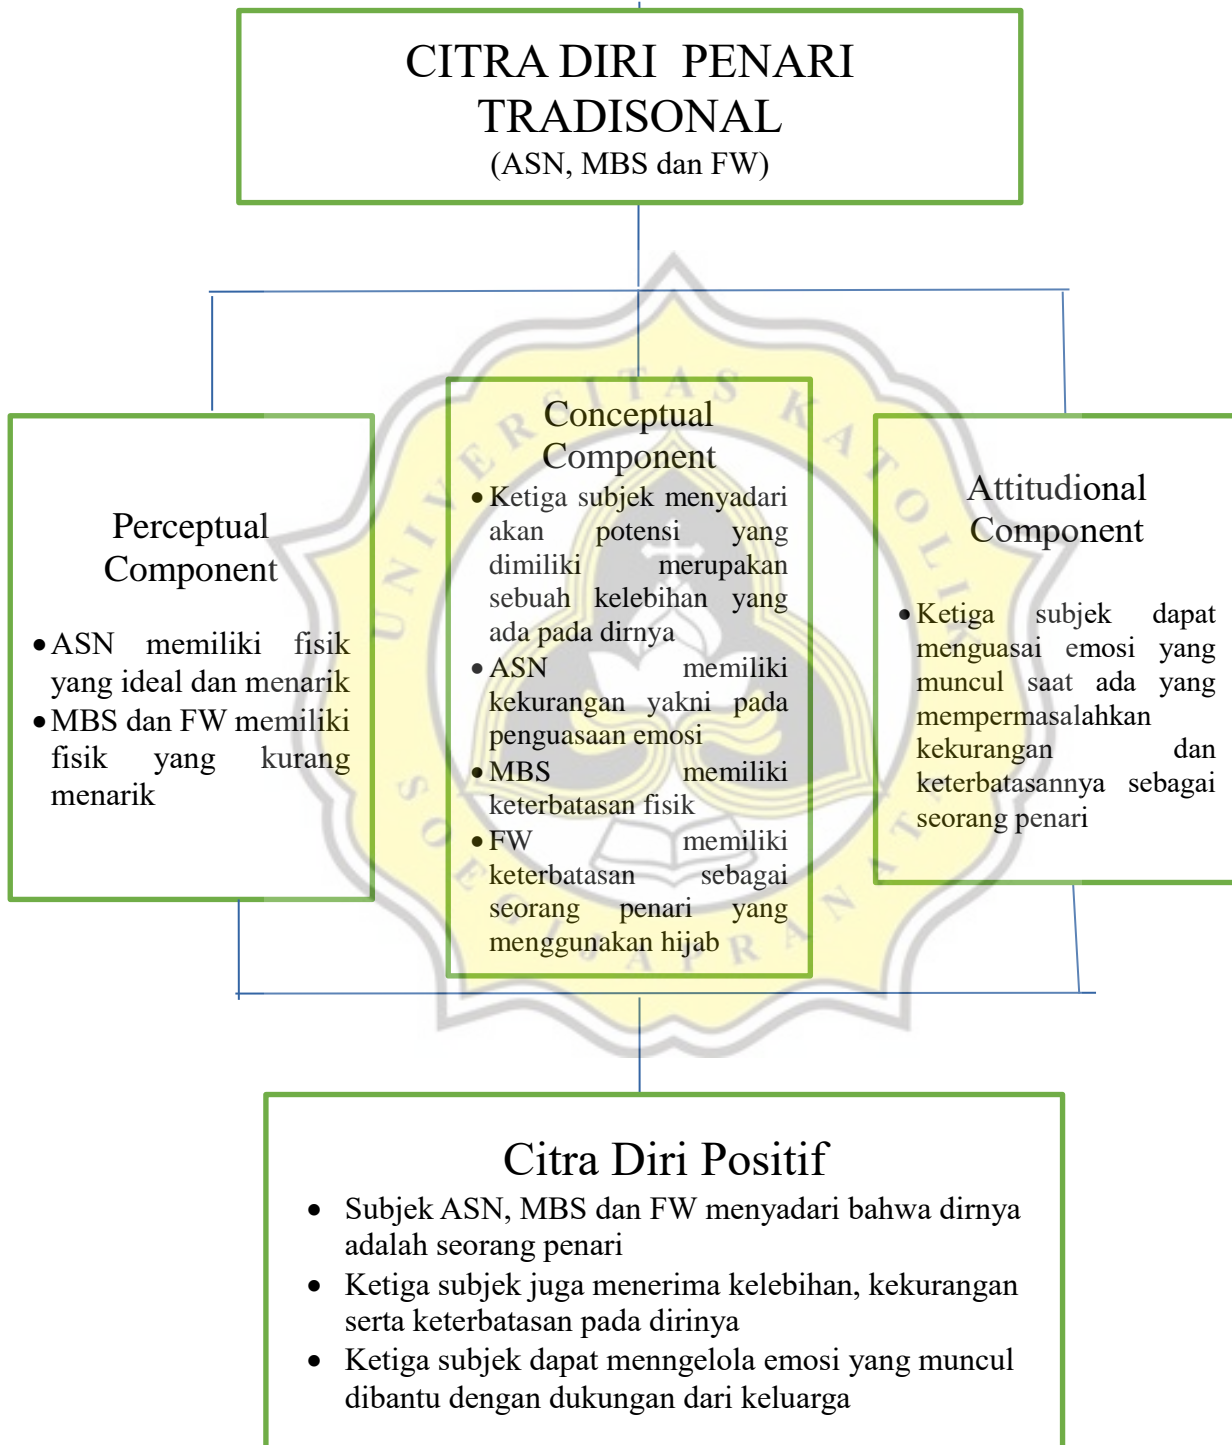 CITRA DIRI PENARI
TRADISONAL
(ASN, MBS dan FW)
Perceptual
Component
• ASN memiliki fisik
yang ideal dan menarik
• MBS dan FW memiliki
fisik yang kurang
menarik
Conceptual
Component
• Ketiga subjek menyadari
akan potensi yang
dimiliki merupakan
sebuah kelebihan yang
ada pada dirnya
• ASN memiliki
kekurangan yakni pada
penguasaan emosi
• MBS memiliki
keterbatasan fisik
• FW memiliki
keterbatasan sebagai
seorang penari yang
menggunakan hijab
Attitudional
Component
• Ketiga subjek dapat
menguasai emosi yang
muncul saat ada yang
mempermasalahkan
kekurangan dan
keterbatasannya sebagai
seorang penari
Citra Diri Positif
• Subjek ASN, MBS dan FW menyadari bahwa dirnya
adalah seorang penari
• Ketiga subjek juga menerima kelebihan, kekurangan
serta keterbatasan pada dirinya
• Ketiga subjek dapat menngelola emosi yang muncul
dibantu dengan dukungan dari keluarga
UNIVERSITAS KATOLIK
SOEGIJAPRANATA